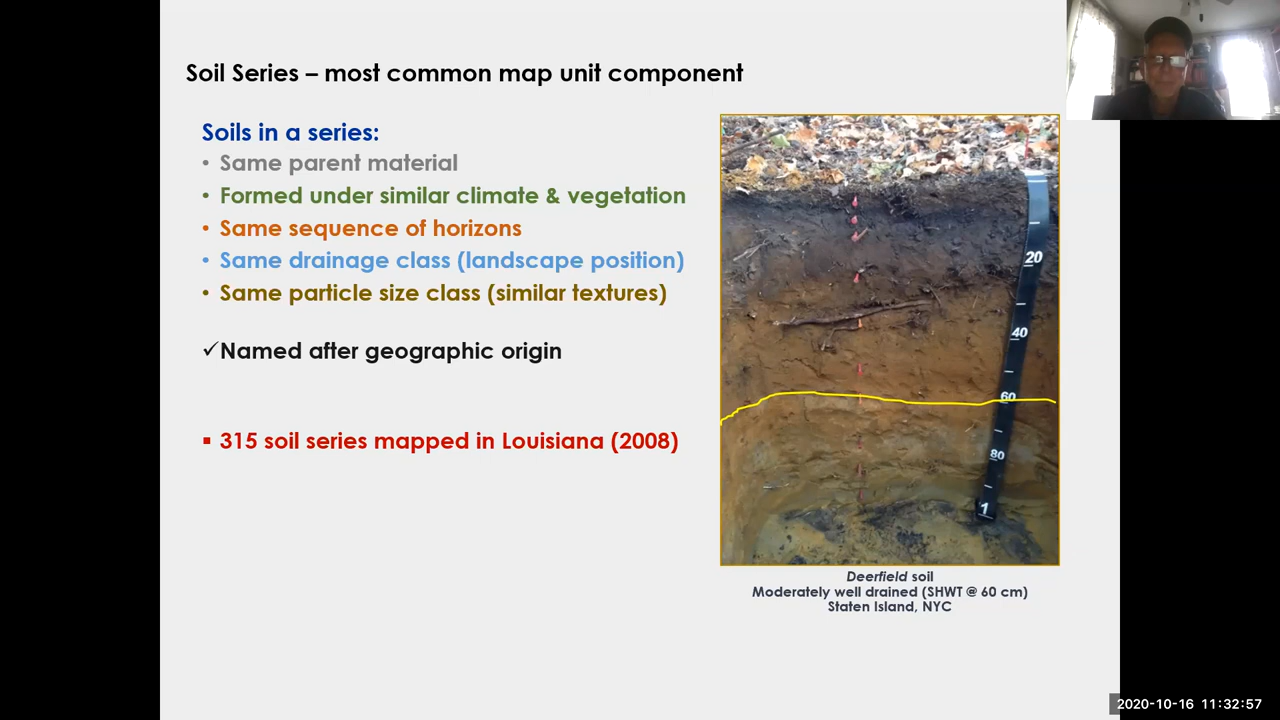 Soil Series – most common map unit component
Soils in a series:
• Same parent material
• Formed under similar climate & vegetation
• Same sequence of horizons
• Same drainage class (landscape position)
• Same particle size class (similar textures)
✓Named after geographic origin
▪ 315 soil series mapped in Louisiana (2008)
20
40
60
80
1
Deerfield soil
Moderately well drained (SHWT @ 60 cm)
Staten Island, NYC
2020-10-16 11:32:57